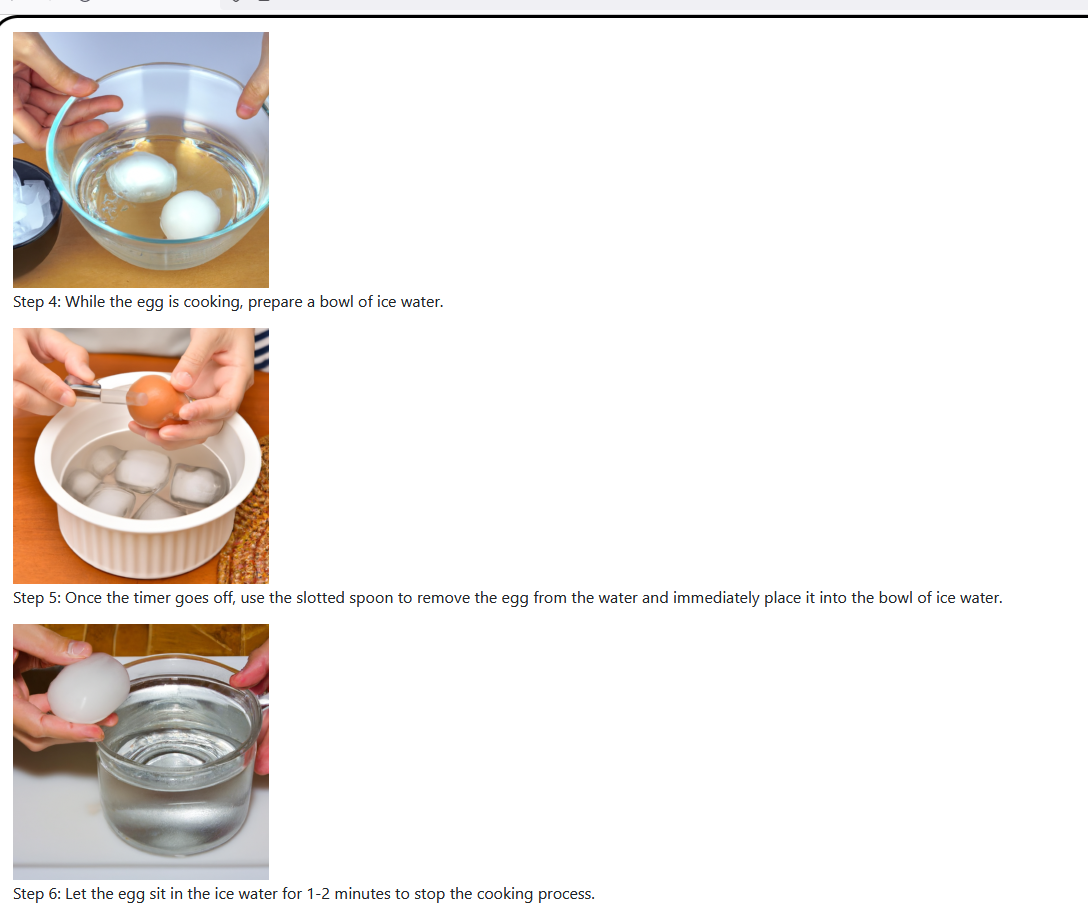 Step 4: While the egg is cooking, prepare a bowl of ice water.
Step 5: Once the timer goes off, use the slotted spoon to remove the egg from the water and immediately place it into the bowl of ice water.
Step 6: Let the egg sit in the ice water for 1-2 minutes to stop the cooking process.